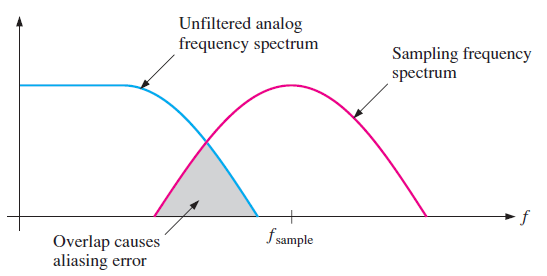 Unfiltered analog
frequency spectrum
Sampling frequency
spectrum
f
f sample
Overlap causes
aliasing error